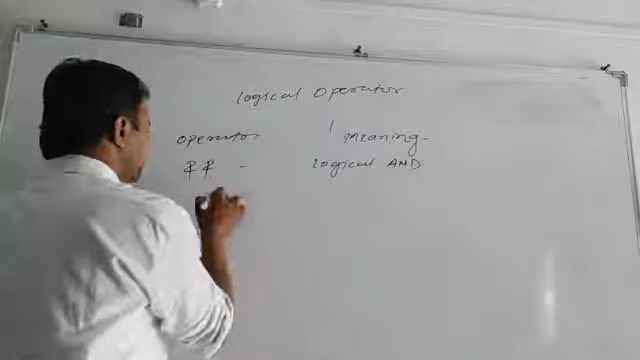 Logical Operator
Operator Meaning
&& - Logical AND